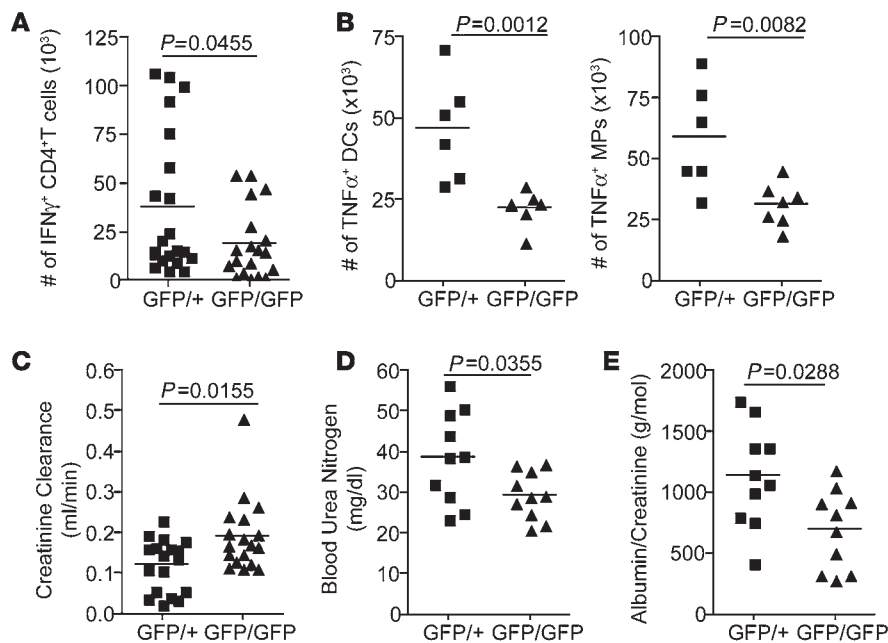 A
# of IFNγ⁺ CD4⁺T cells (10³)
125
100
75
50
25
0
P=0.0455
GFP/+ GFP/GFP
B
# of TNFα⁺ DCs (x10³)
75
50
25
0
P=0.0012
GFP/+ GFP/GFP
# of TNFα⁺ MPs (x10³)
100
50
0
P=0.0082
GFP/+ GFP/GFP
C
Creatinine Clearance
(ml/min)
0.6
0.5
0.4
0.3
0.2
0.1
0.0
P=0.0155
GFP/+ GFP/GFP
D
Blood Urea Nitrogen
(mg/dl)
60
50
40
30
20
10
0
P=0.0355
GFP/+ GFP/GFP
E
Albumin/Creatinine (g/mol)
2000
1500
1000
500
0
P=0.0288
GFP/+ GFP/GFP